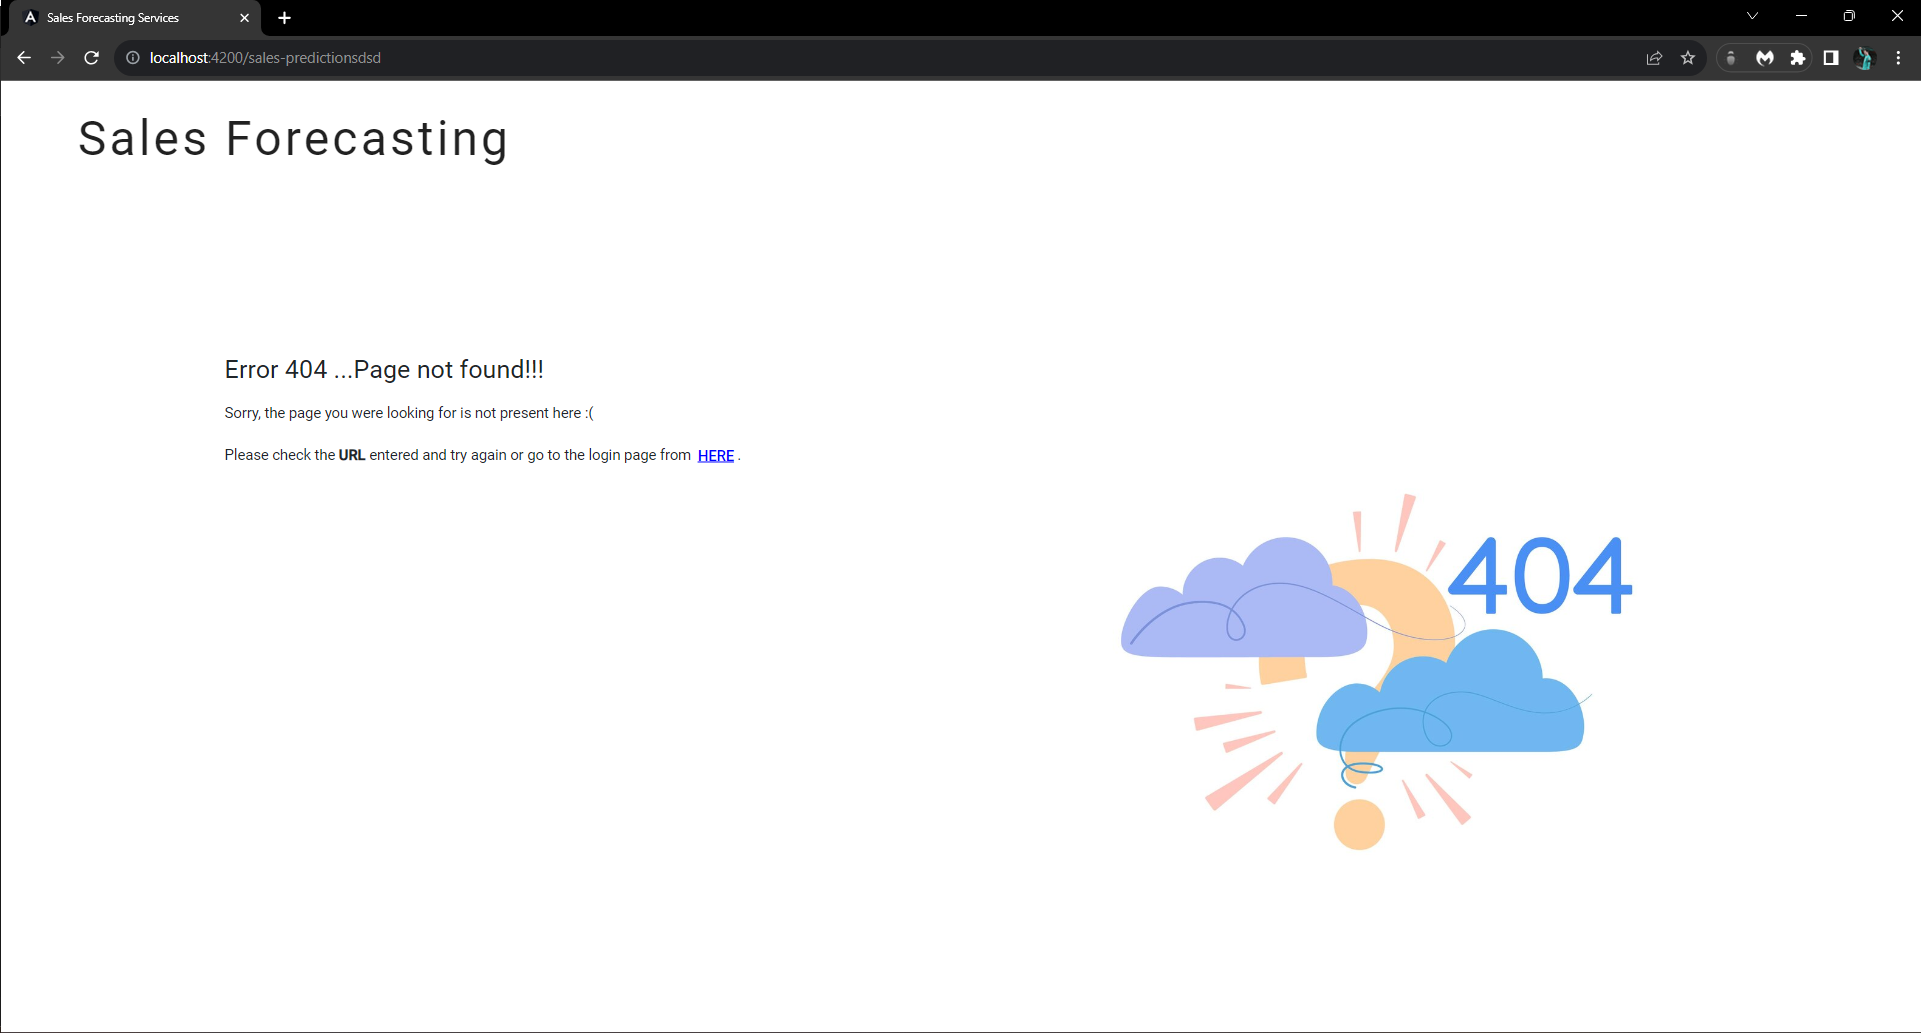 Sales Forecasting Services
localhost:4200/sales-predictionsdsd
Sales Forecasting
Error 404 ...Page not found!!!
Sorry, the page you were looking for is not present here :(
Please check the URL entered and try again or go to the login page from HERE .
404